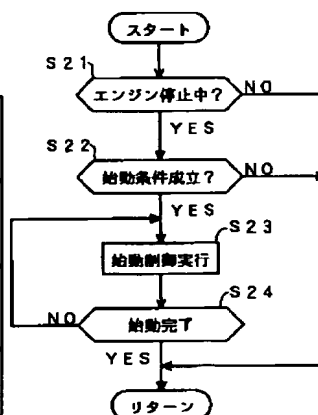 スタート
S21
エンジン停止中?
NO
YES
S22
始動条件成立?
NO
YES
S23
始動制御実行
S24
始動完了
NO
YES
リターン